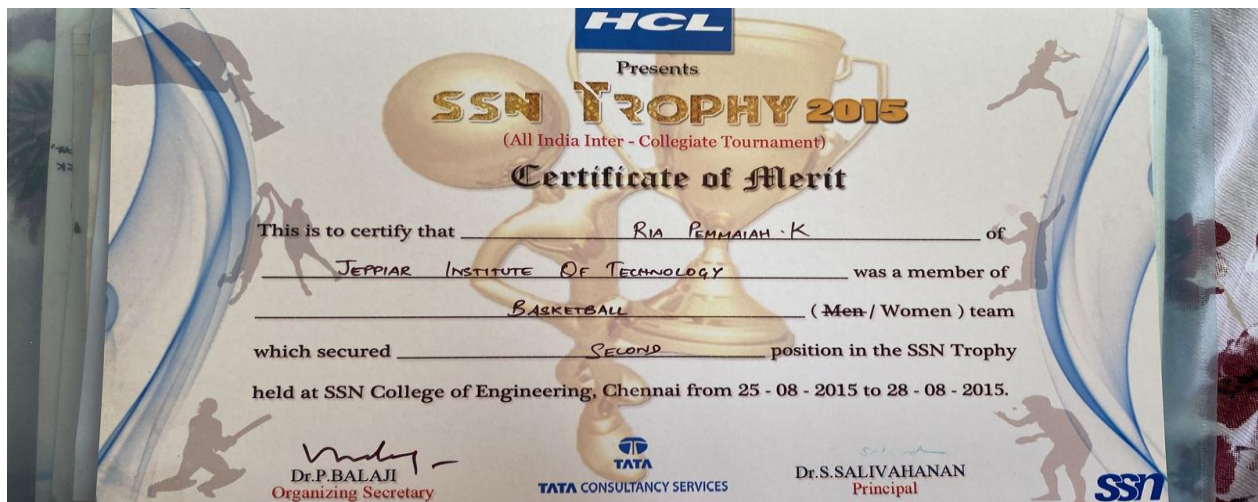 HCL
Presents
SSN TROPHY 2015
(All India Inter - Collegiate Tournament)
Certificate of Merit
This is to certify that RIA PEMMAIAH . K of
JEPPIAR INSTITUTE OF TECHNOLOGY was a member of
BASKETBALL ( Men / Women ) team
which secured SECOND position in the SSN Trophy
held at SSN College of Engineering, Chennai from 25 - 08 - 2015 to 28 - 08 - 2015.
Dr.P.BALAJI
Organizing Secretary
TATA
TATA CONSULTANCY SERVICES
Dr.S.SALIVAHANAN
Principal
SSN